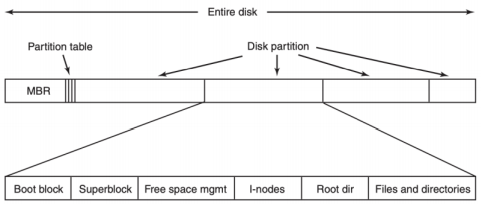 Entire disk
Partition table
Disk partition
MBR
Boot block
Superblock
Free space mgmt
I-nodes
Root dir
Files and directories